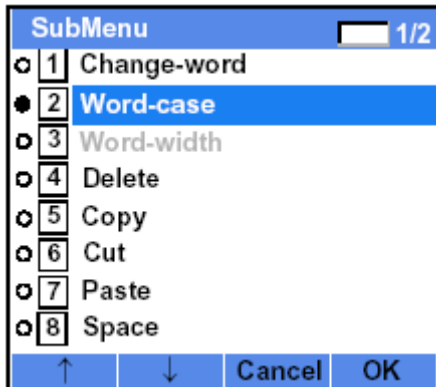 SubMenu 1/2
1 Change-word
2 Word-case
3 Word-width
4 Delete
5 Copy
6 Cut
7 Paste
8 Space
↑ ↓ Cancel OK